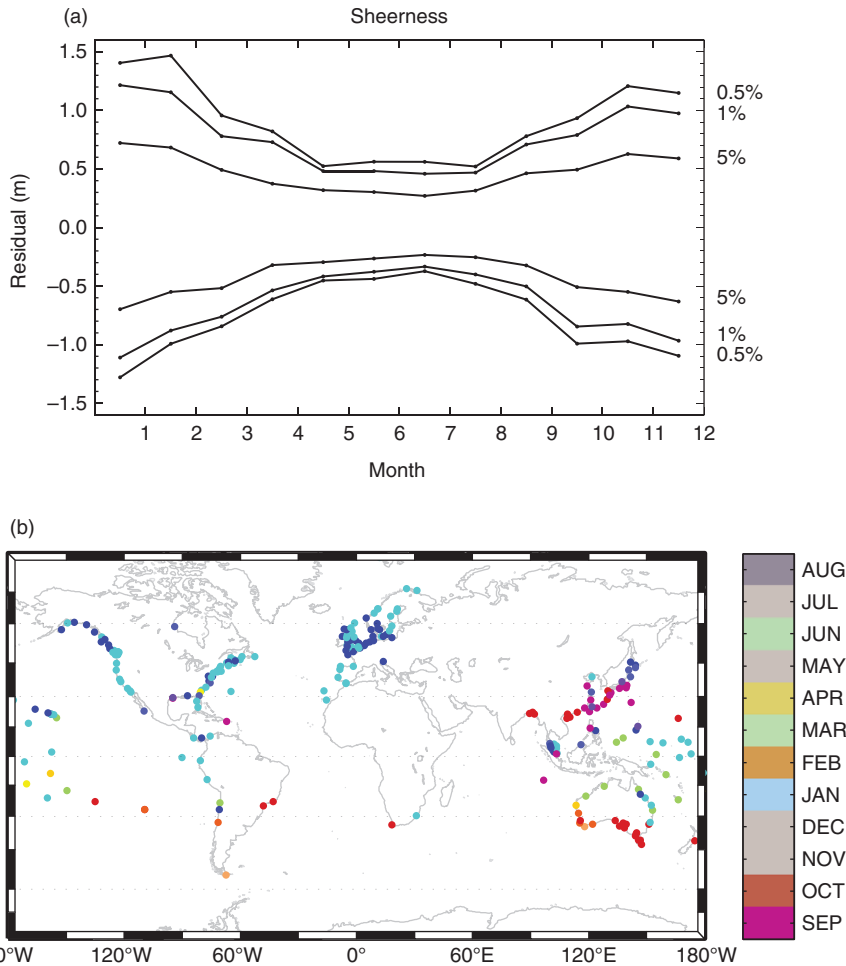 (a)
Sheerness
1.5
1.0
0.5
0.0
−0.5
−1.0
−1.5
Residual (m)
0.5%
1%
5%
5%
1%
0.5%
1 2 3 4 5 6 7 8 9 10 11 12
Month
(b)
AUG
JUL
JUN
MAY
APR
MAR
FEB
JAN
DEC
NOV
OCT
SEP
0°W 120°W 60°W 0° 60°E 120°E 180°W